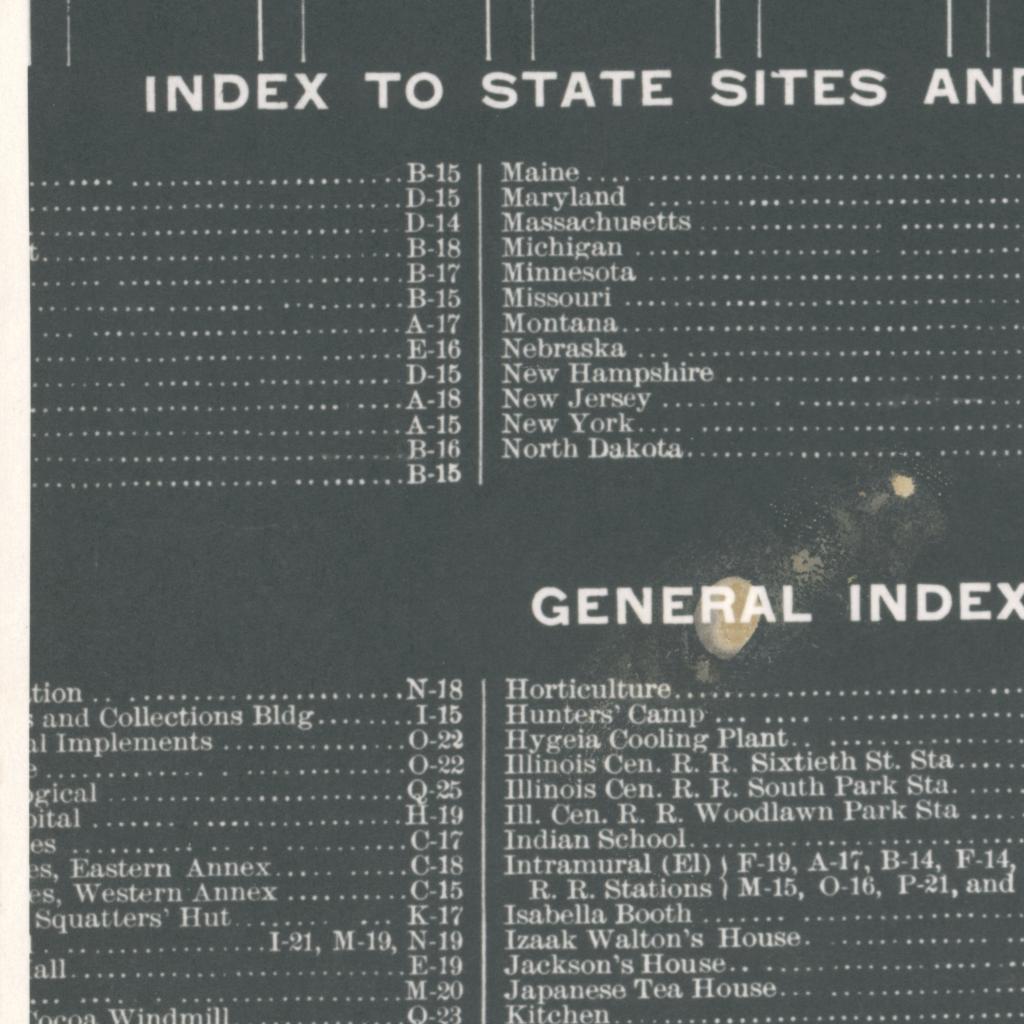 INDEX TO STATE SITES AND
B-15
D-15
D-14
B-18
B-17
B-15
A-17
E-16
D-15
A-18
A-15
B-16
B-15
Maine
Maryland
Massachusetts
Michigan
Minnesota
Missouri
Montana
Nebraska
New Hampshire
New Jersey
New York
North Dakota
GENERAL INDEX
tion N-18
and Collections Bldg I-15
al Implements O-22
O-22
ogical Q-25
pital H-19
es C-17
es, Eastern Annex C-18
es, Western Annex C-15
Squatters' Hut K-17
I-21, M-19, N-19
all E-19
M-20
Cocoa Windmill Q-23
Horticulture
Hunters' Camp
Hygeia Cooling Plant
Illinois Cen. R. R. Sixtieth St. Sta
Illinois Cen. R. R. South Park Sta.
Ill. Cen. R. R. Woodlawn Park Sta
Indian School
Intramural (El) } F-19, A-17, B-14, F-14,
R. R. Stations } M-15, O-16, P-21, and
Isabella Booth
Izaak Walton's House
Jackson's House
Japanese Tea House
Kitchen